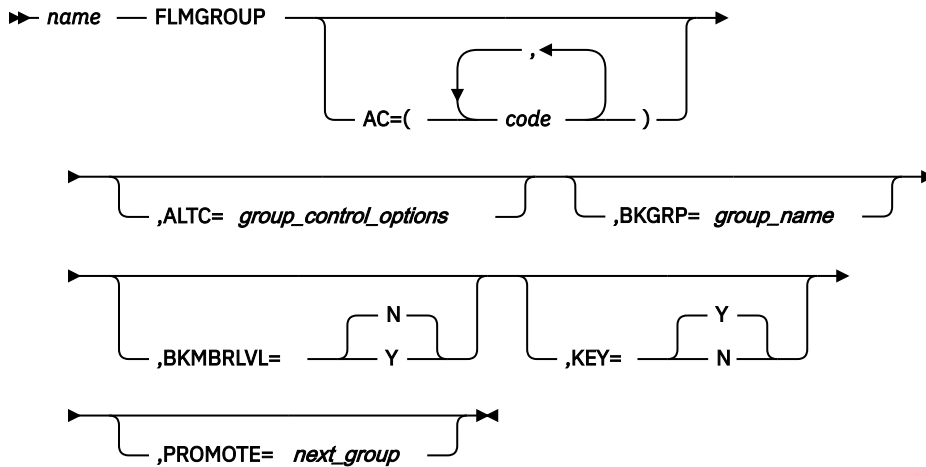 name FLMGROUP
,
AC=( code )
,ALTC= group_control_options ,BKGRP= group_name
N Y
,BKMBRLVL= Y ,KEY= N
,PROMOTE= next_group